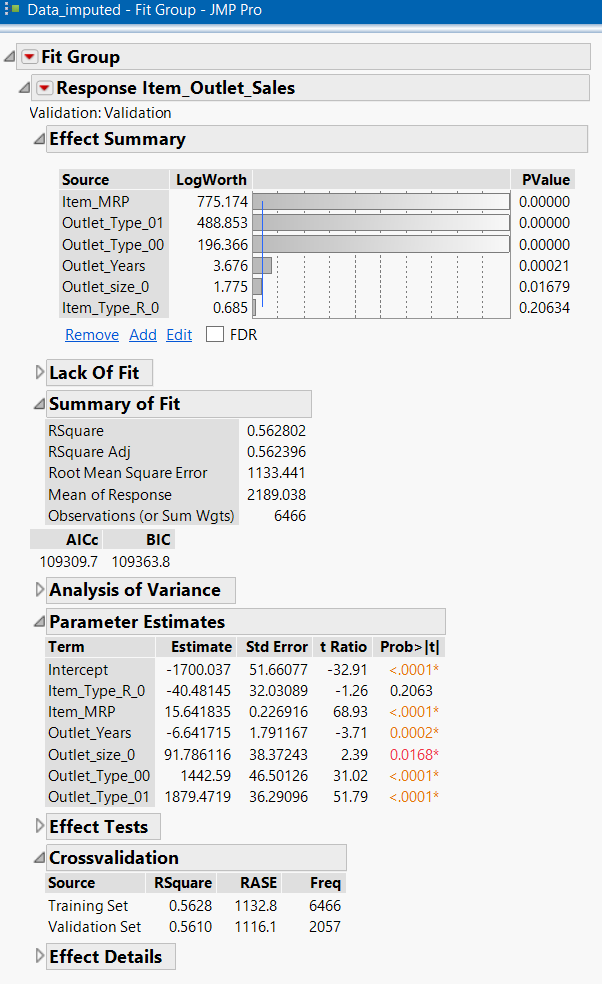 Data_imputed - Fit Group - JMP Pro
Fit Group
Response Item_Outlet_Sales
Validation: Validation
Effect Summary
Source LogWorth PValue
Item_MRP 775.174 0.00000
Outlet_Type_01 488.853 0.00000
Outlet_Type_00 196.366 0.00000
Outlet_Years 3.676 0.00021
Outlet_size_0 1.775 0.01679
Item_Type_R_0 0.685 0.20634
Remove Add Edit FDR
Lack Of Fit
Summary of Fit
RSquare 0.562802
RSquare Adj 0.562396
Root Mean Square Error 1133.441
Mean of Response 2189.038
Observations (or Sum Wgts) 6466
AICc BIC
109309.7 109363.8
Analysis of Variance
Parameter Estimates
Term Estimate Std Error t Ratio Prob>|t|
Intercept -1700.037 51.66077 -32.91 <.0001*
Item_Type_R_0 -40.48145 32.03089 -1.26 0.2063
Item_MRP 15.641835 0.226916 68.93 <.0001*
Outlet_Years -6.641715 1.791167 -3.71 0.0002*
Outlet_size_0 91.786116 38.37243 2.39 0.0168*
Outlet_Type_00 1442.59 46.50126 31.02 <.0001*
Outlet_Type_01 1879.4719 36.29096 51.79 <.0001*
Effect Tests
Crossvalidation
Source RSquare RASE Freq
Training Set 0.5628 1132.8 6466
Validation Set 0.5610 1116.1 2057
Effect Details